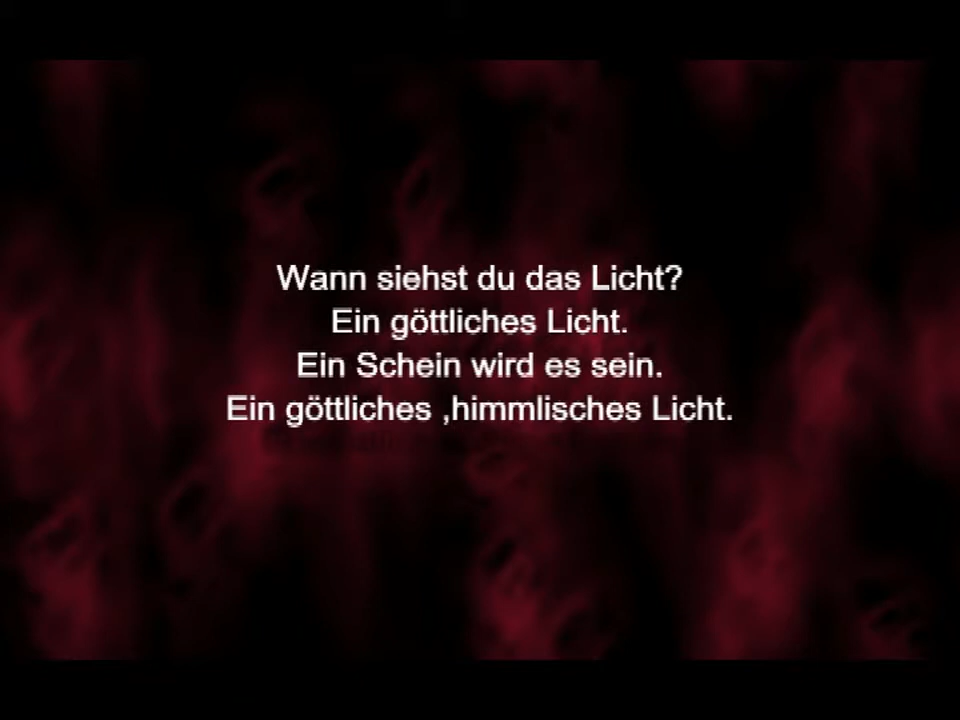 Wann siehst du das Licht?
Ein göttliches Licht.
Ein Schein wird es sein.
Ein göttliches ,himmlisches Licht.